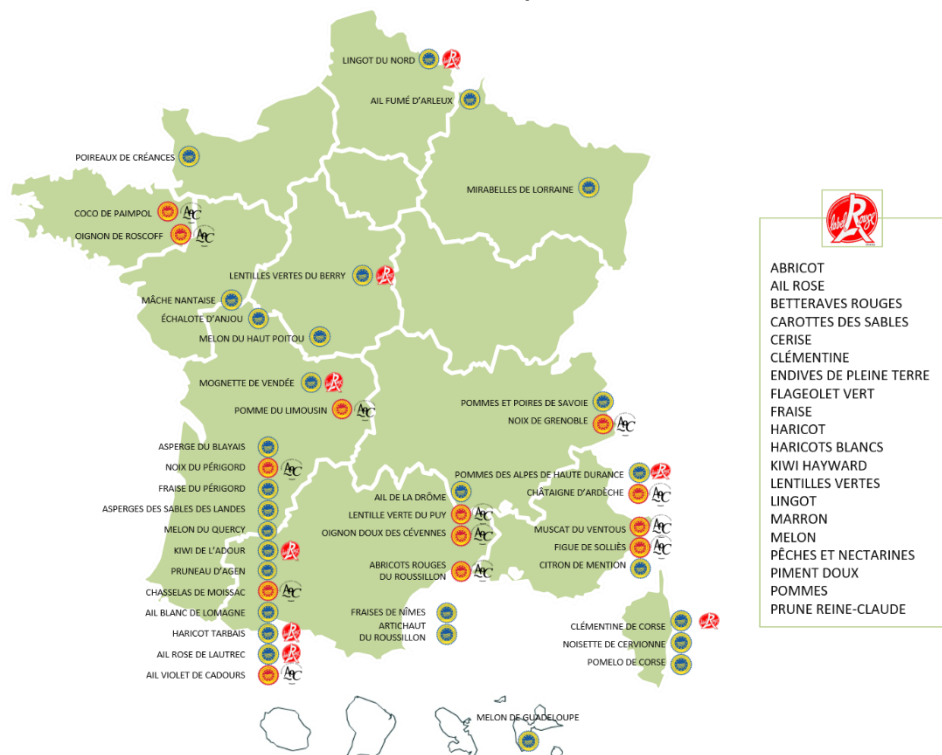 LINGOT DU NORD
AIL FUMÉ D'ARLEUX
POIREAUX DE CRÉANCES
MIRABELLES DE LORRAINE
COCO DE PAIMPOL
OIGNON DE ROSCOFF
LENTILLES VERTES DU BERRY
MÂCHE NANTAISE
ÉCHALOTE D'ANJOU
MELON DU HAUT POITOU
MOGNETTE DE VENDÉE
POMME DU LIMOUSIN
POMMES ET POIRES DE SAVOIE
NOIX DE GRENOBLE
ASPERGE DU BLAYAIS
NOIX DU PÉRIGORD
FRAISE DU PÉRIGORD
ASPERGES DES SABLES DES LANDES
MELON DU QUERCY
KIWI DE L'ADOUR
PRUNEAU D'AGEN
CHASSELAS DE MOISSAC
AIL BLANC DE LOMAGNE
HARICOT TARBAIS
AIL ROSE DE LAUTREC
AIL VIOLET DE CADOURS
POMMES DES ALPES DE HAUTE DURANCE
CHÂTAIGNE D'ARDÈCHE
AIL DE LA DRÔME
LENTILLE VERTE DU PUY
OIGNON DOUX DES CÉVENNES
MUSCAT DU VENTOUS
FIGUE DE SOLLIÈS
CITRON DE MENTION
ABRICOTS ROUGES
DU ROUSSILLON
FRAISES DE NÎMES
ARTICHAUT
DU ROUSSILLON
CLÉMENTINE DE CORSE
NOISETTE DE CERVIONNE
POMELO DE CORSE
MELON DE GUADELOUPE
label Rouge
ABRICOT
AIL ROSE
BETTERAVES ROUGES
CAROTTES DES SABLES
CERISE
CLÉMENTINE
ENDIVES DE PLEINE TERRE
FLAGEOLET VERT
FRAISE
HARICOT
HARICOTS BLANCS
KIWI HAYWARD
LENTILLES VERTES
LINGOT
MARRON
MELON
PÊCHES ET NECTARINES
PIMENT DOUX
POMMES
PRUNE REINE-CLAUDE